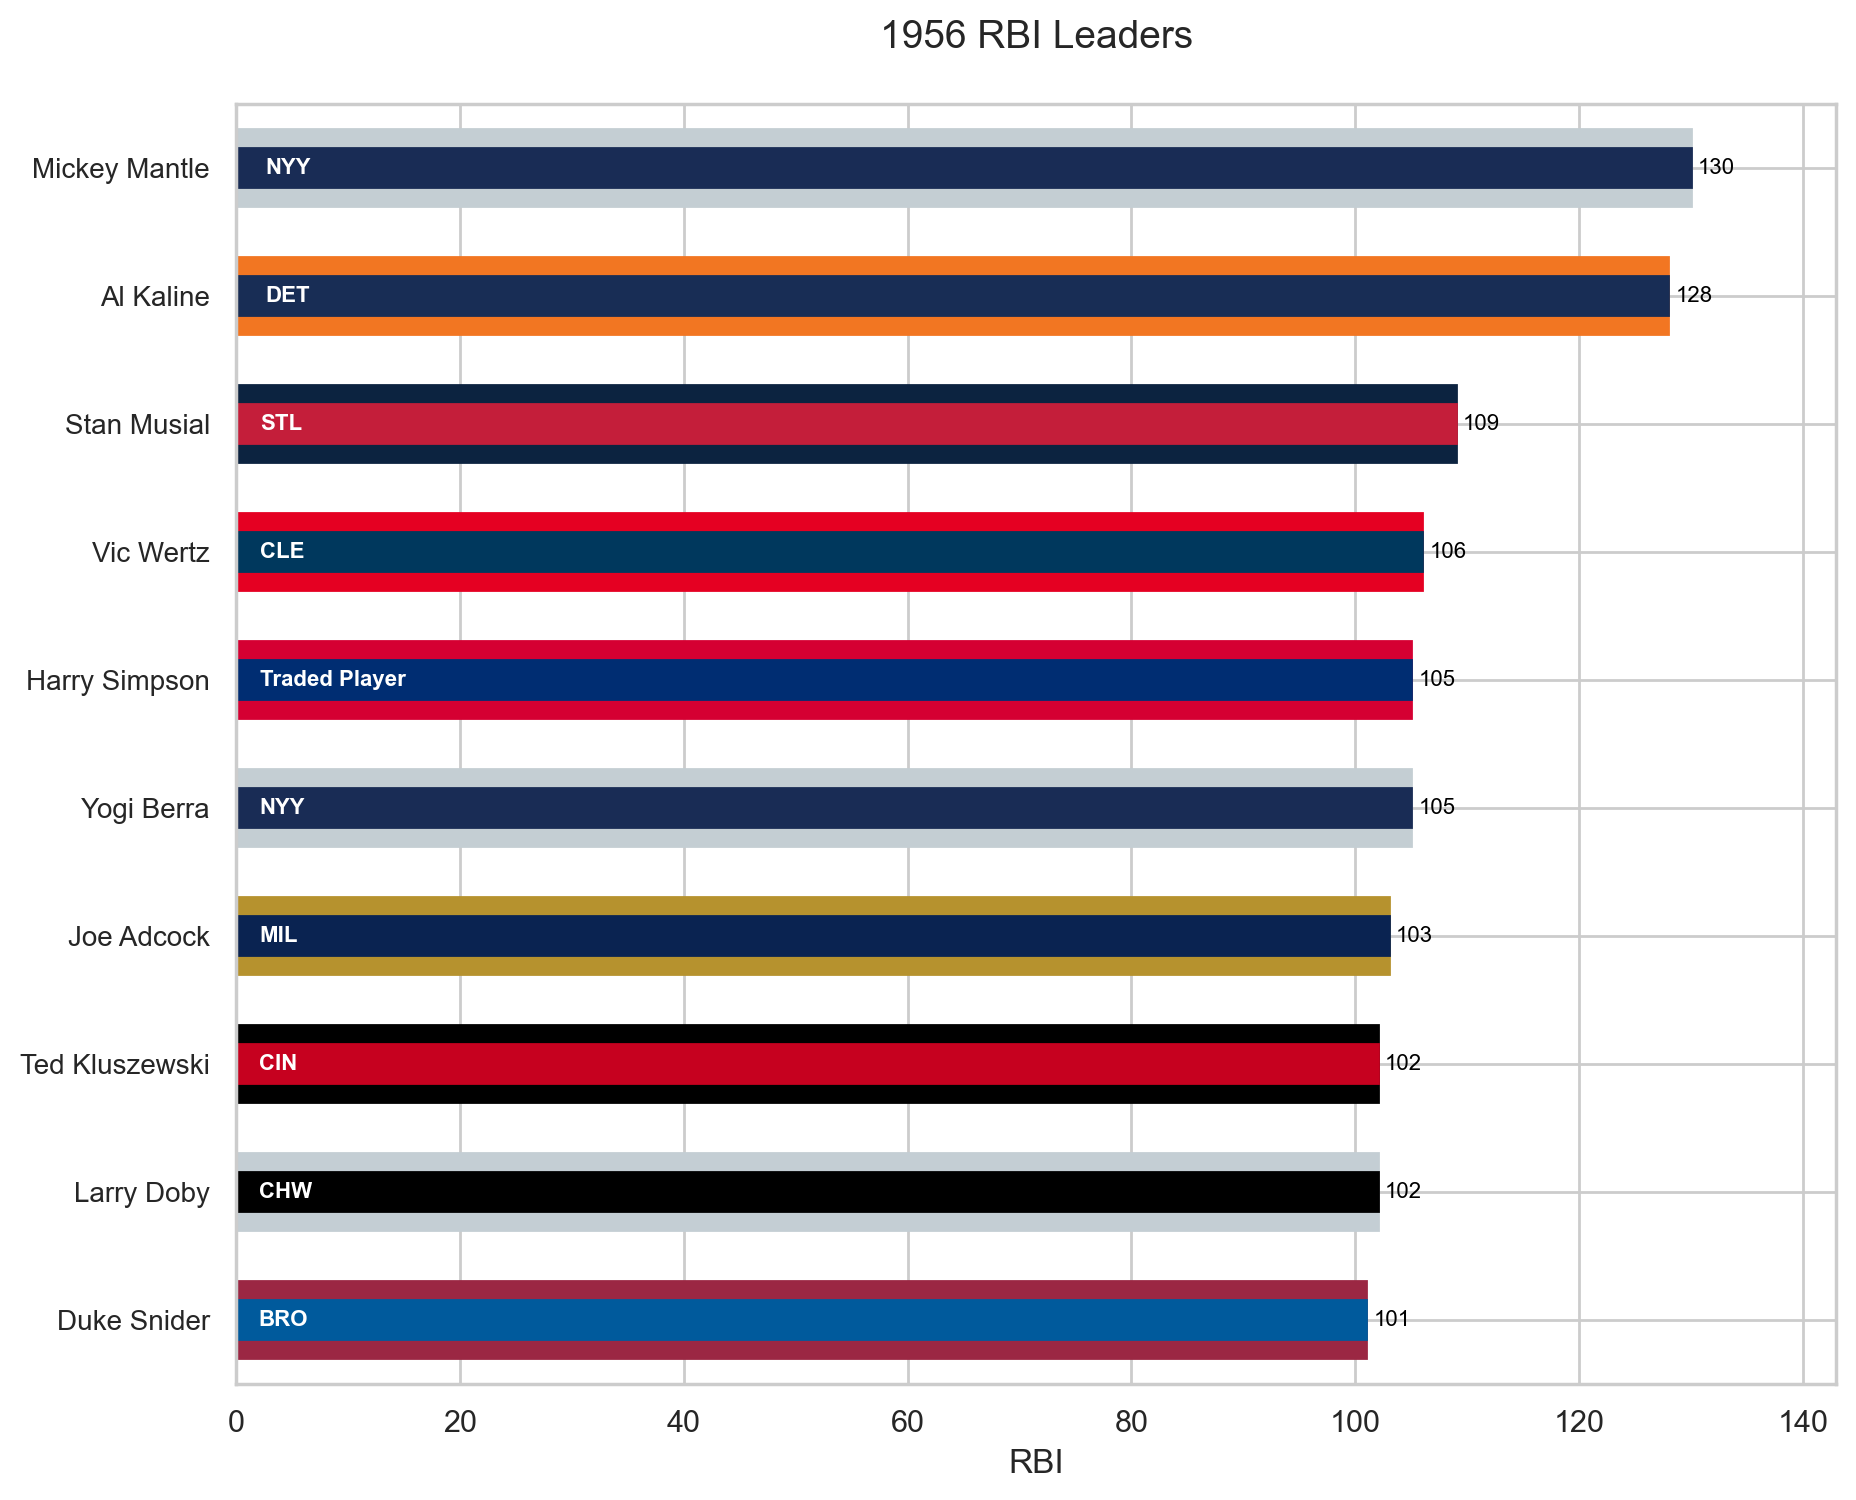 1956 RBI Leaders
Mickey Mantle NYY 130
Al Kaline DET 128
Stan Musial STL 109
Vic Wertz CLE 106
Harry Simpson Traded Player 105
Yogi Berra NYY 105
Joe Adcock MIL 103
Ted Kluszewski CIN 102
Larry Doby CHW 102
Duke Snider BRO 101
0 20 40 60 80 100 120 140
RBI